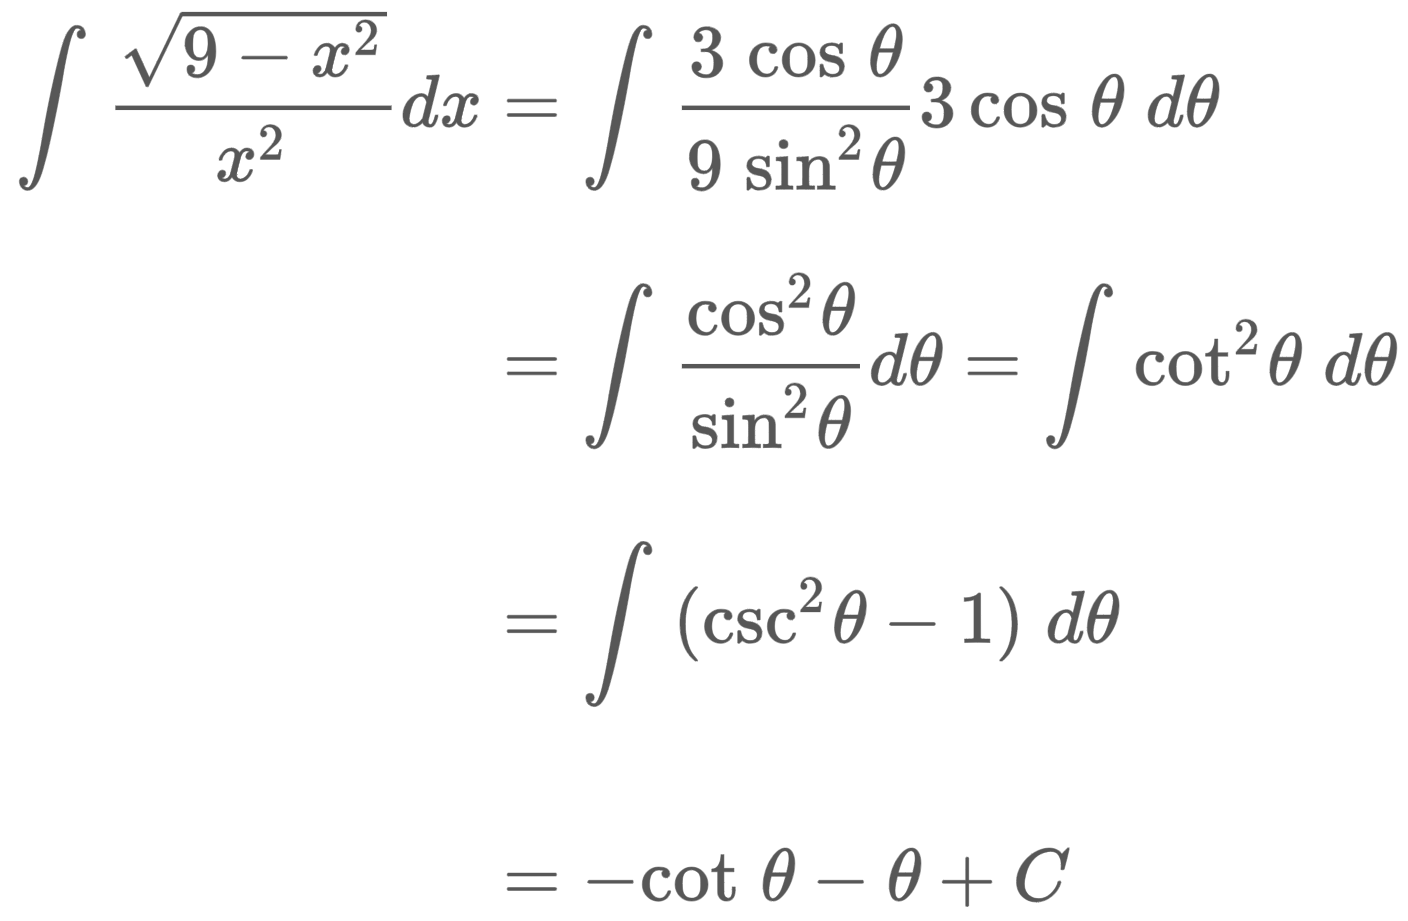 ∫ √(9 − x²) / x² dx = ∫ 3 cos θ / 9 sin²θ 3 cos θ dθ
= ∫ cos²θ / sin²θ dθ = ∫ cot²θ dθ
= ∫ (csc²θ − 1) dθ
= −cot θ − θ + C